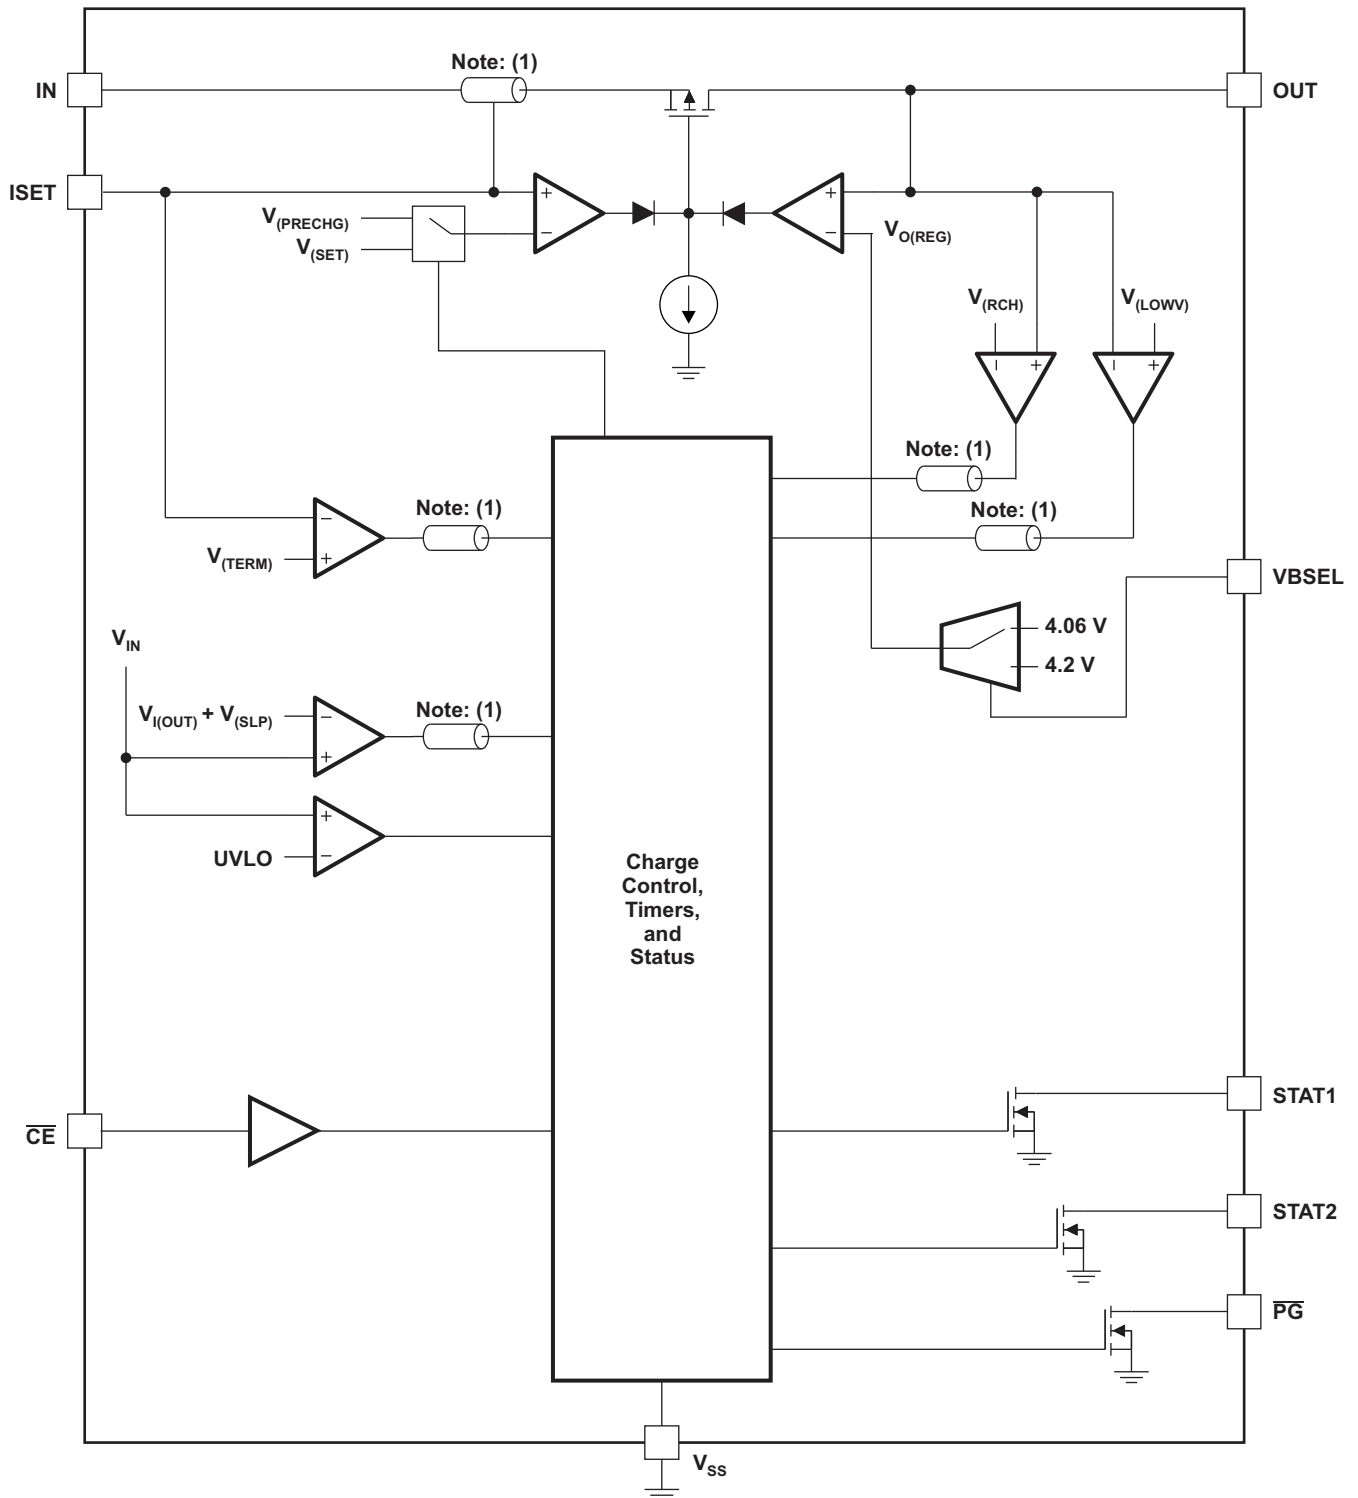 Note: (1)
IN
OUT
ISET
+
+
V(PRECHG)
V(SET)
−
−
VO(REG)
V(RCH)
V(LOWV)
− +
− +
Note: (1)
Note: (1)
Note: (1)
−
V(TERM)
+
VBSEL
4.06 V
4.2 V
VIN
Note: (1)
VI(OUT) + V(SLP)
−
+
+
UVLO
−
Charge
Control,
Timers,
and
Status
STAT1
CE
STAT2
PG
VSS